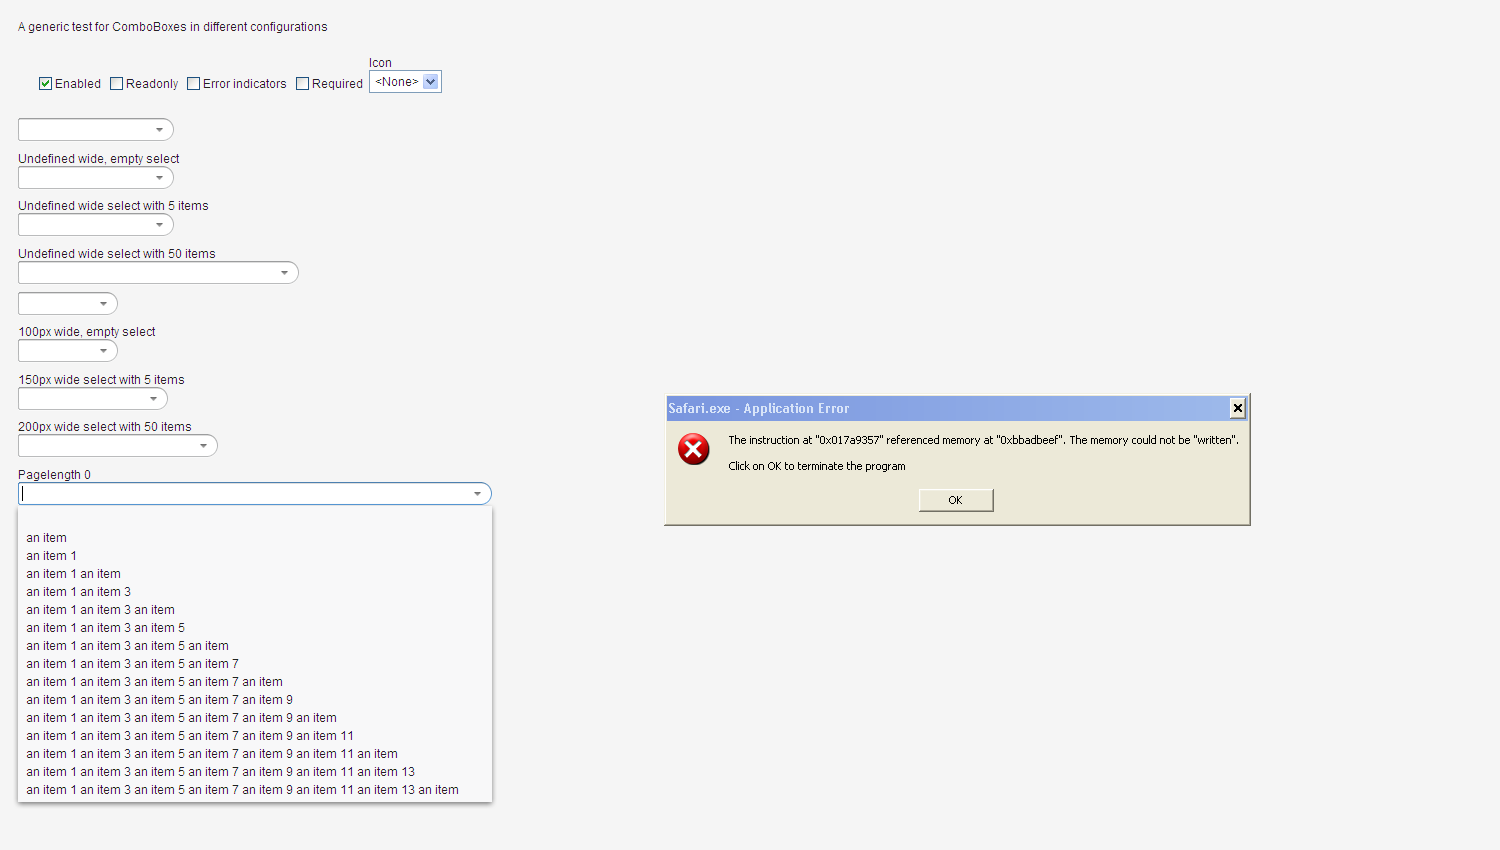 A generic test for ComboBoxes in different configurations
Icon
Enabled Readonly Error indicators Required <None>
Undefined wide, empty select
Undefined wide select with 5 items
Undefined wide select with 50 items
100px wide, empty select
150px wide select with 5 items
200px wide select with 50 items
Pagelength 0
an item
an item 1
an item 1 an item
an item 1 an item 3
an item 1 an item 3 an item
an item 1 an item 3 an item 5
an item 1 an item 3 an item 5 an item
an item 1 an item 3 an item 5 an item 7
an item 1 an item 3 an item 5 an item 7 an item
an item 1 an item 3 an item 5 an item 7 an item 9
an item 1 an item 3 an item 5 an item 7 an item 9 an item
an item 1 an item 3 an item 5 an item 7 an item 9 an item 11
an item 1 an item 3 an item 5 an item 7 an item 9 an item 11 an item
an item 1 an item 3 an item 5 an item 7 an item 9 an item 11 an item 13
an item 1 an item 3 an item 5 an item 7 an item 9 an item 11 an item 13 an item
Safari.exe - Application Error
The instruction at "0x017a9357" referenced memory at "0xbbadbeef". The memory could not be "written".
Click on OK to terminate the program
OK